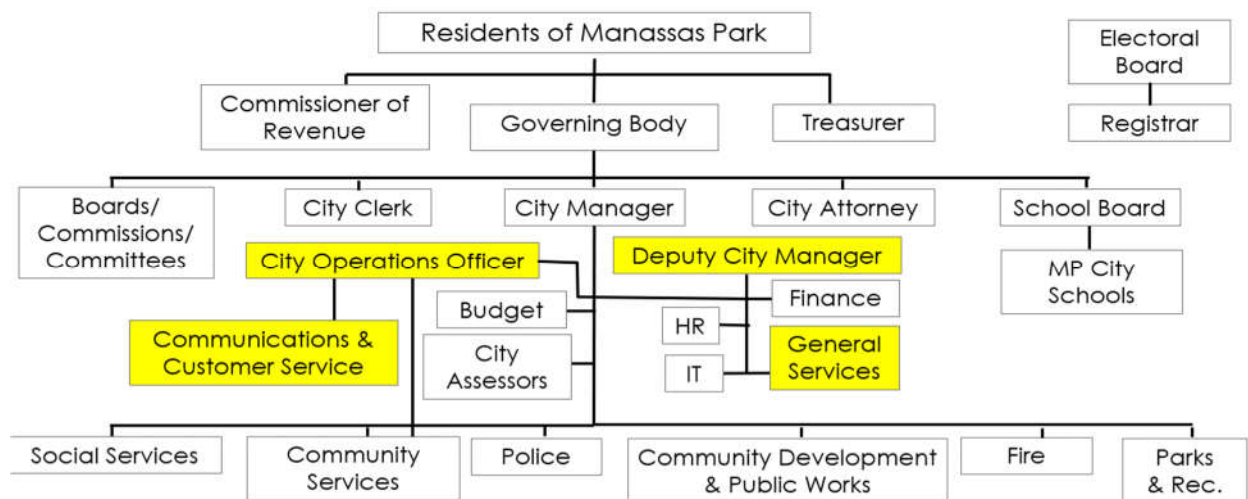 Residents of Manassas Park
Electoral
Board
Commissioner of
Revenue
Governing Body
Treasurer
Registrar
Boards/
Commissions/
Committees
City Clerk
City Manager
City Attorney
School Board
City Operations Officer
Deputy City Manager
MP City
Schools
Budget
Finance
HR
Communications &
Customer Service
City
Assessors
IT
General
Services
Social Services
Community
Services
Police
Community Development
& Public Works
Fire
Parks
& Rec.